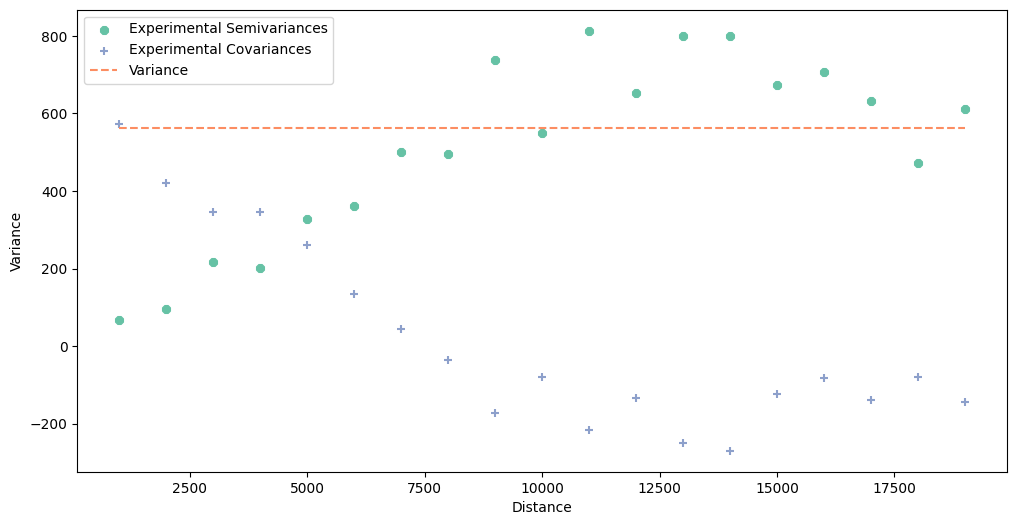 Experimental Semivariances
Experimental Covariances
Variance
800
600
400
200
0
−200
Variance
2500
5000
7500
10000
12500
15000
17500
Distance